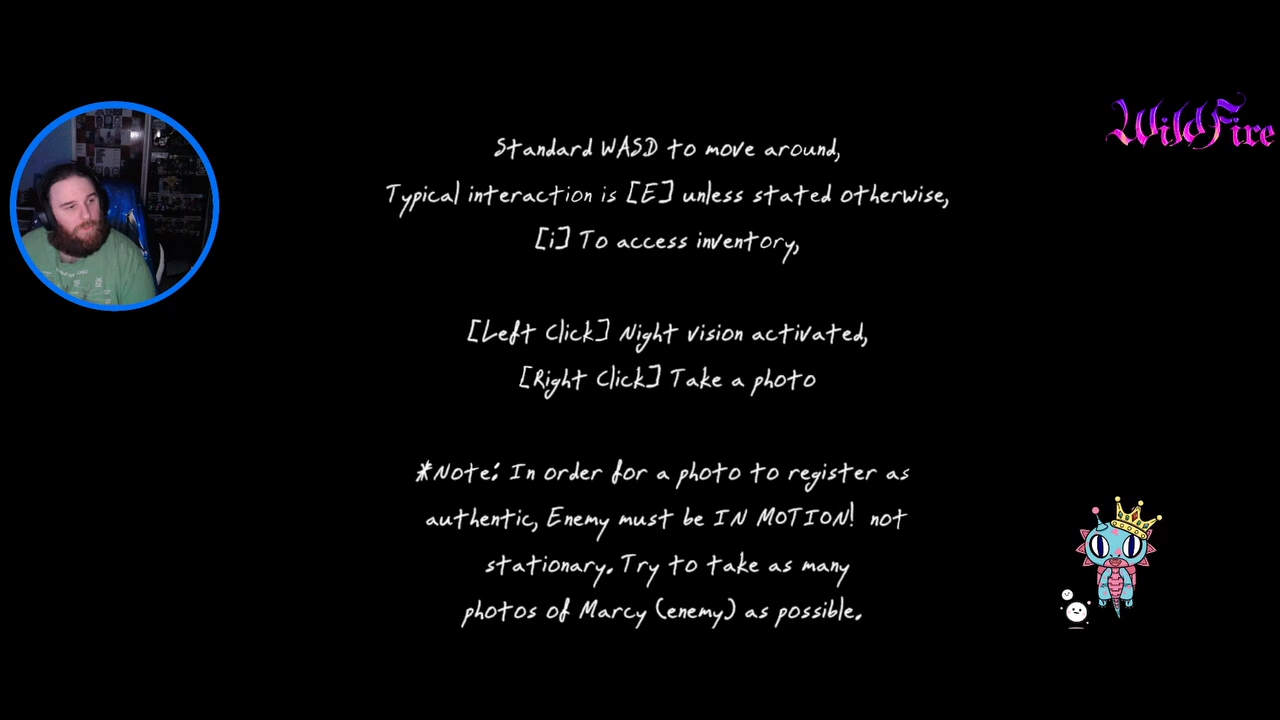 Standard WASD to move around,
Typical interaction is [E] unless stated otherwise,
[i] To access inventory,
[Left Click] Night vision activated,
[Right Click] Take a photo
*Note: In order for a photo to register as
authentic, Enemy must be IN MOTION! not
stationary. Try to take as many
photos of Marcy (enemy) as possible.
WildFire